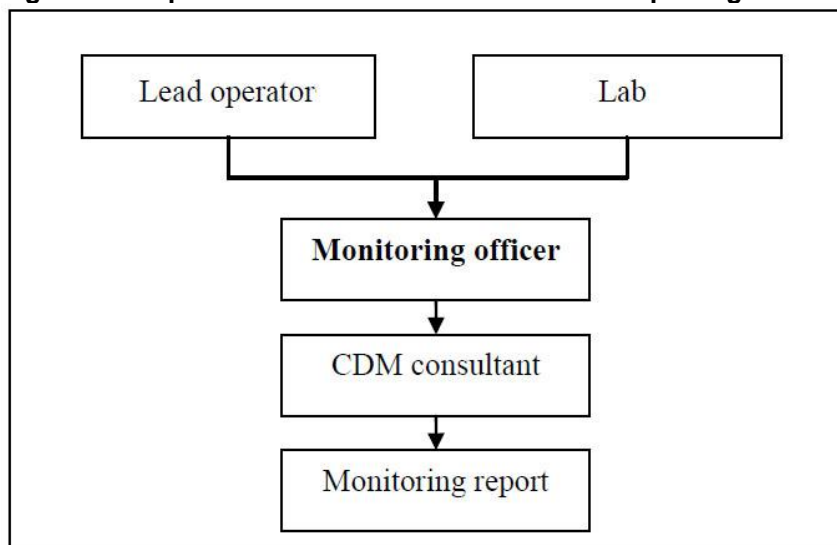 Lead operator
Lab
Monitoring officer
CDM consultant
Monitoring report